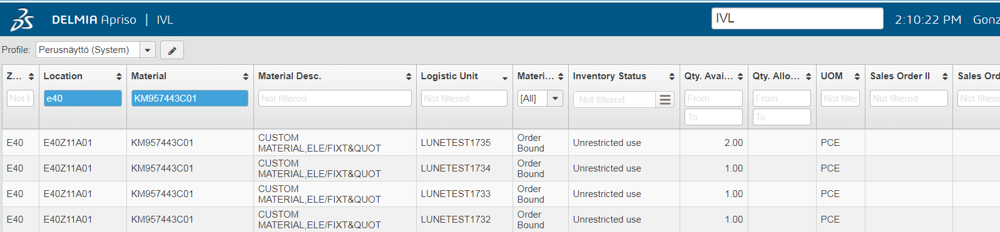 DELMIA Apriso | IVL IVL 2:10:22 PM Gonz
Profile: Perusnäyttö (System)
Z... Location Material Material Desc. Logistic Unit Materi... Inventory Status Qty. Avai... Qty. Allo... UOM Sales Order II Sales Ord
Not fi e40 KM957443C01 Not filtered Not filtered [All] Not filtered From From Not filte Not filtered Not filtere
To To
E40 E40Z11A01 KM957443C01 CUSTOM MATERIAL,ELE/FIXT&QUOT LUNETEST1735 Order Bound Unrestricted use 2.00 PCE
E40 E40Z11A01 KM957443C01 CUSTOM MATERIAL,ELE/FIXT&QUOT LUNETEST1734 Order Bound Unrestricted use 1.00 PCE
E40 E40Z11A01 KM957443C01 CUSTOM MATERIAL,ELE/FIXT&QUOT LUNETEST1733 Order Bound Unrestricted use 1.00 PCE
E40 E40Z11A01 KM957443C01 CUSTOM MATERIAL,ELE/FIXT&QUOT LUNETEST1732 Order Bound Unrestricted use 1.00 PCE